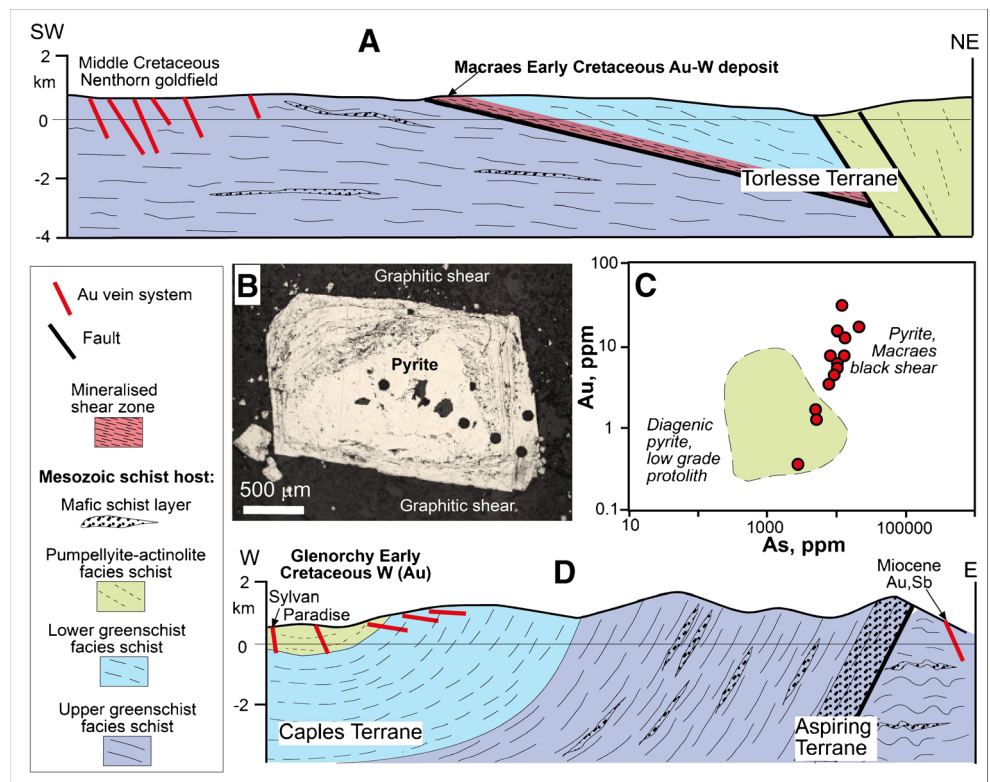 SW
A
NE
2
km
0
-2
-4
Middle Cretaceous
Nenthorn goldfield
Macraes Early Cretaceous Au-W deposit
Torlesse Terrane
Au vein system
Fault
Mineralised
shear zone
Mesozoic schist host:
Mafic schist layer
Pumpellyite-actinolite
facies schist
Lower greenschist
facies schist
Upper greenschist
facies schist
B
Graphitic shear
Pyrite
500 µm
Graphitic shear
C
100
10
1
0.1
Au, ppm
Pyrite,
Macraes
black shear
Diagenic
pyrite,
low grade
protolith
10
1000
100000
As, ppm
W
Glenorchy Early
Cretaceous W (Au)
D
Miocene
Au,Sb
E
2
km
0
-2
Sylvan
Paradise
Caples Terrane
Aspiring
Terrane